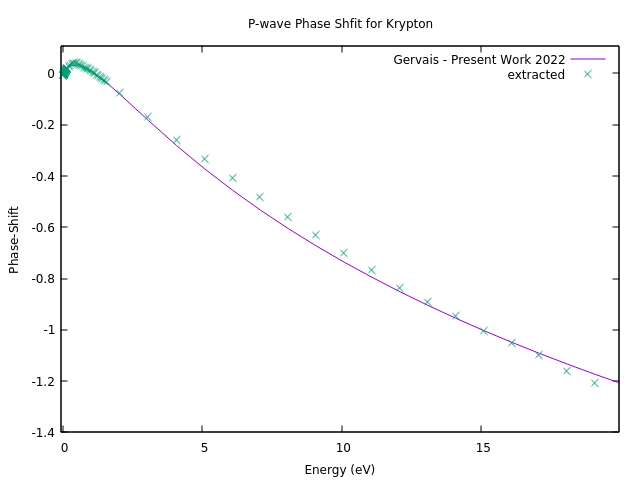 P-wave Phase Shfit for Krypton
Gervais - Present Work 2022
extracted
0
-0.2
-0.4
-0.6
-0.8
-1
-1.2
-1.4
Phase-Shift
0 5 10 15
Energy (eV)